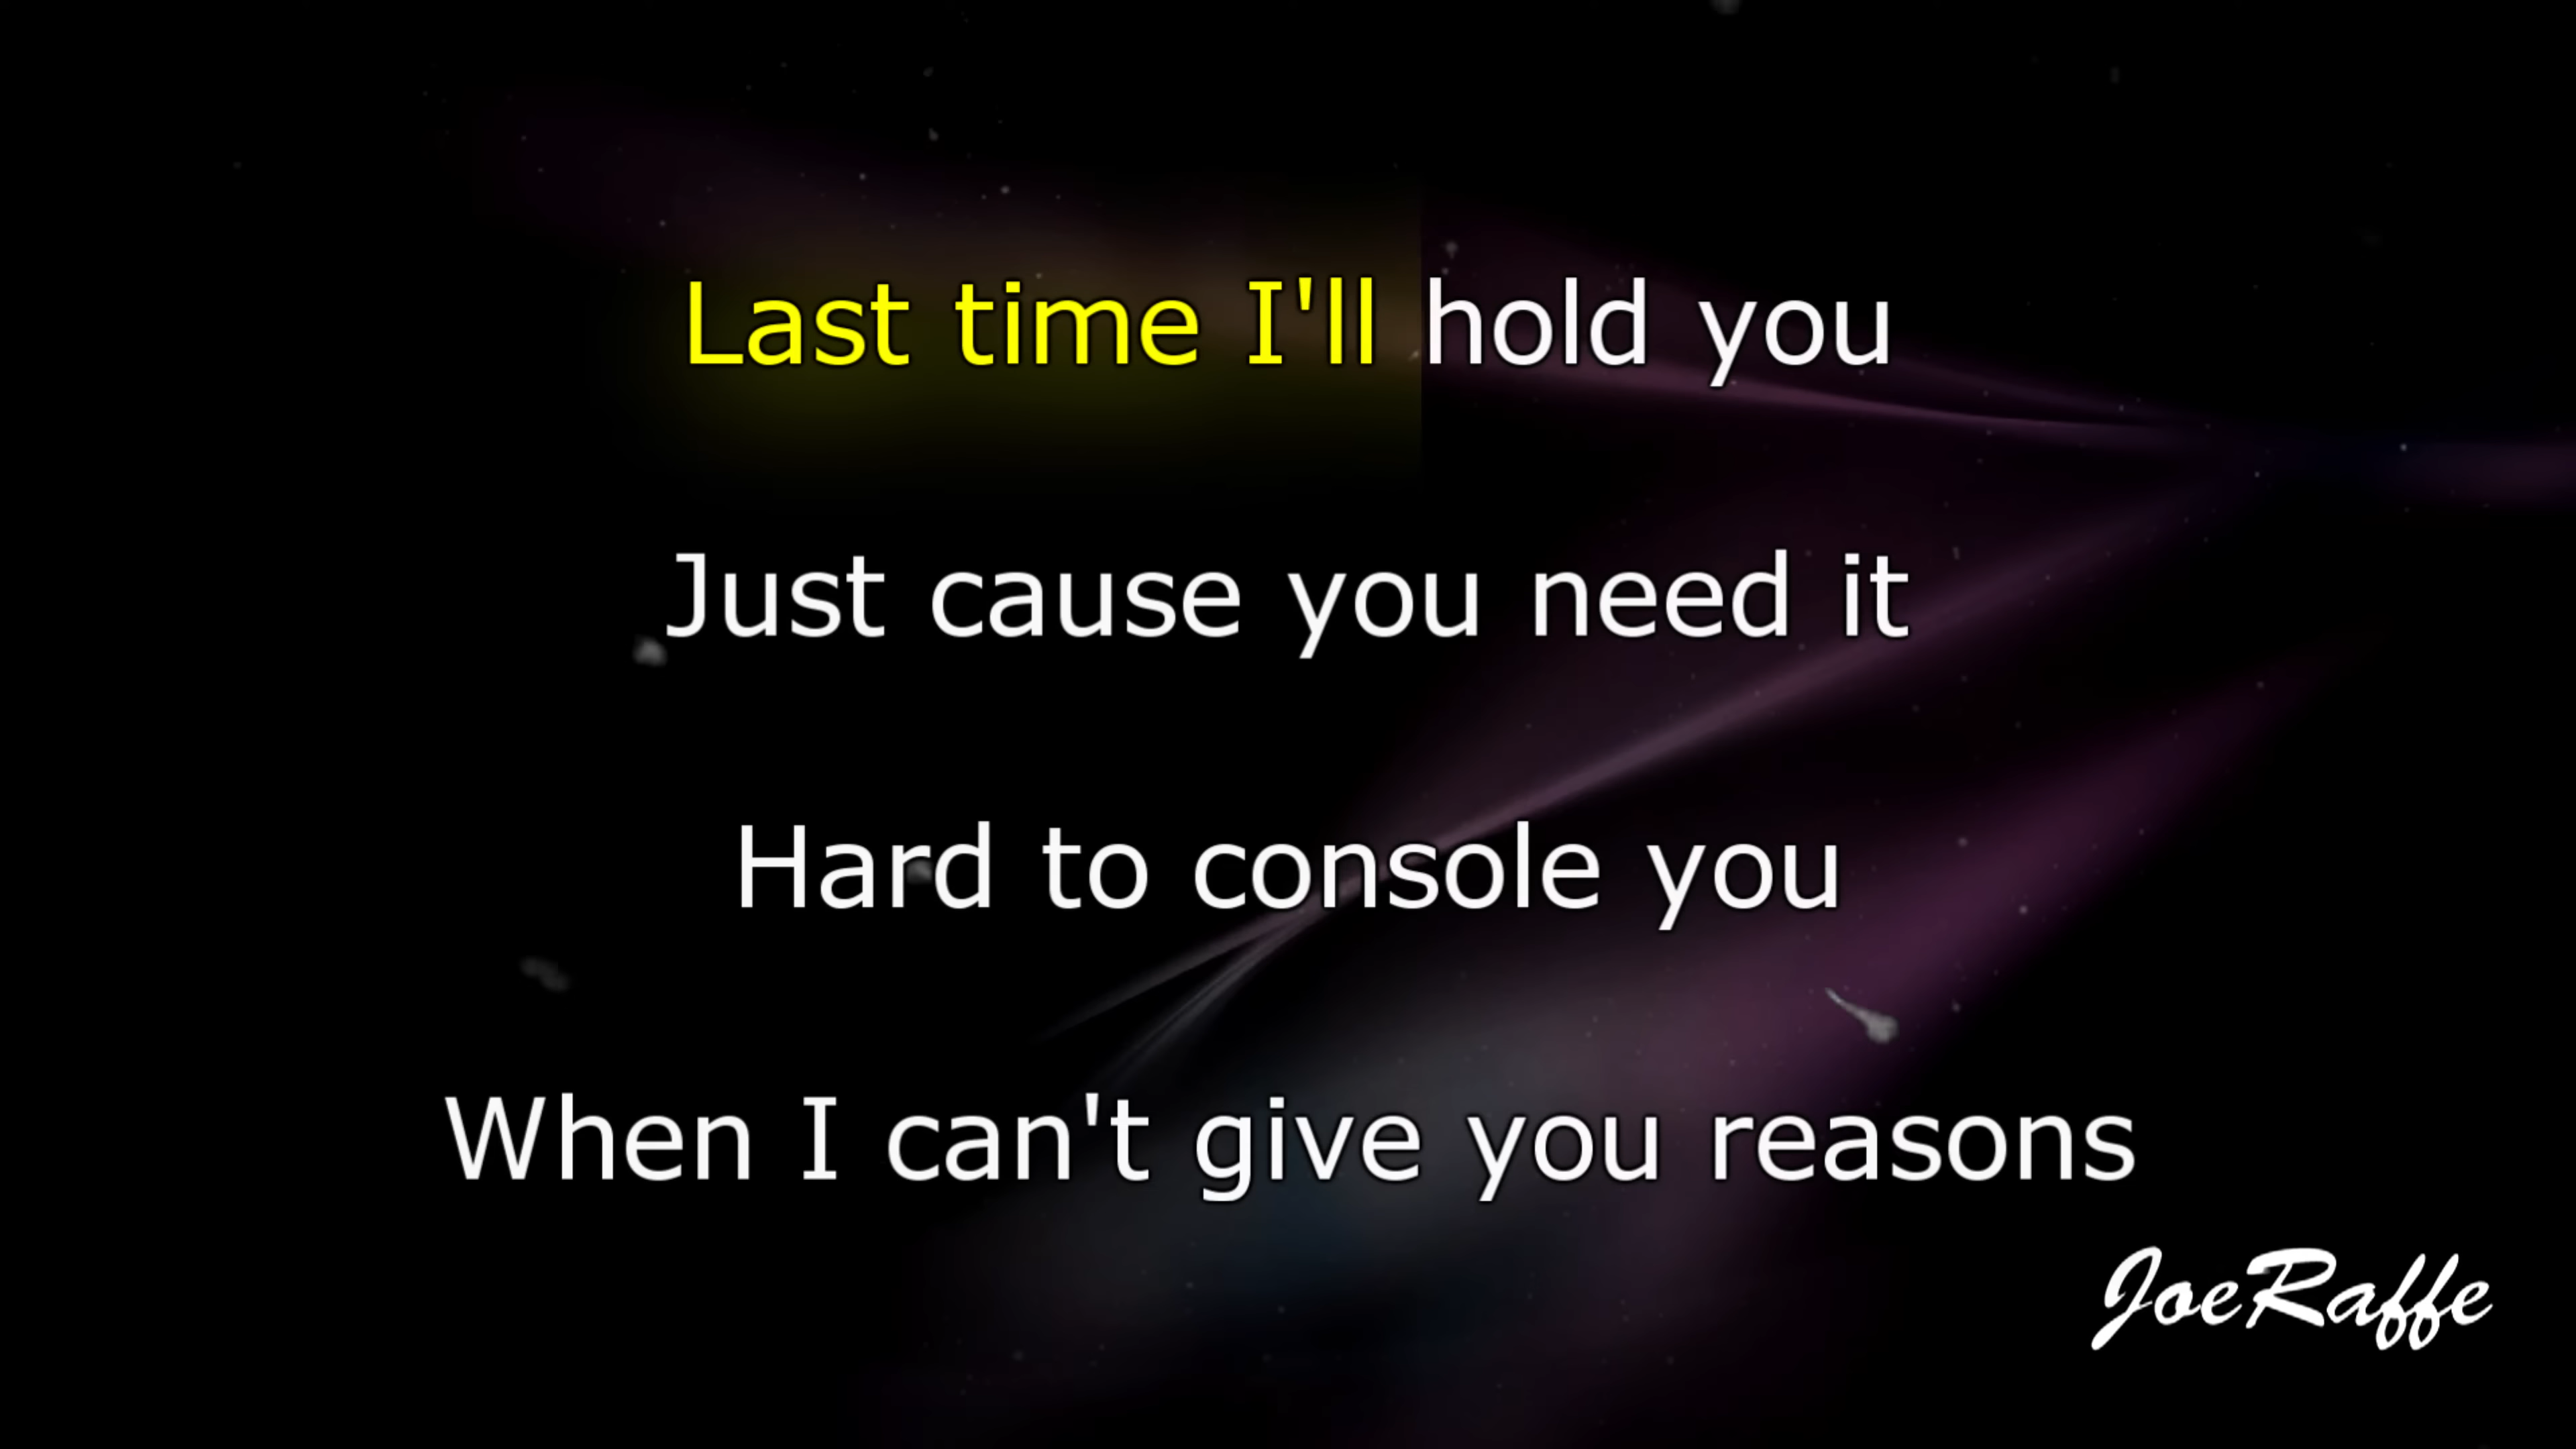 Last time I'll hold you
Just cause you need it
Hard to console you
When I can't give you reasons
JoeRaffe